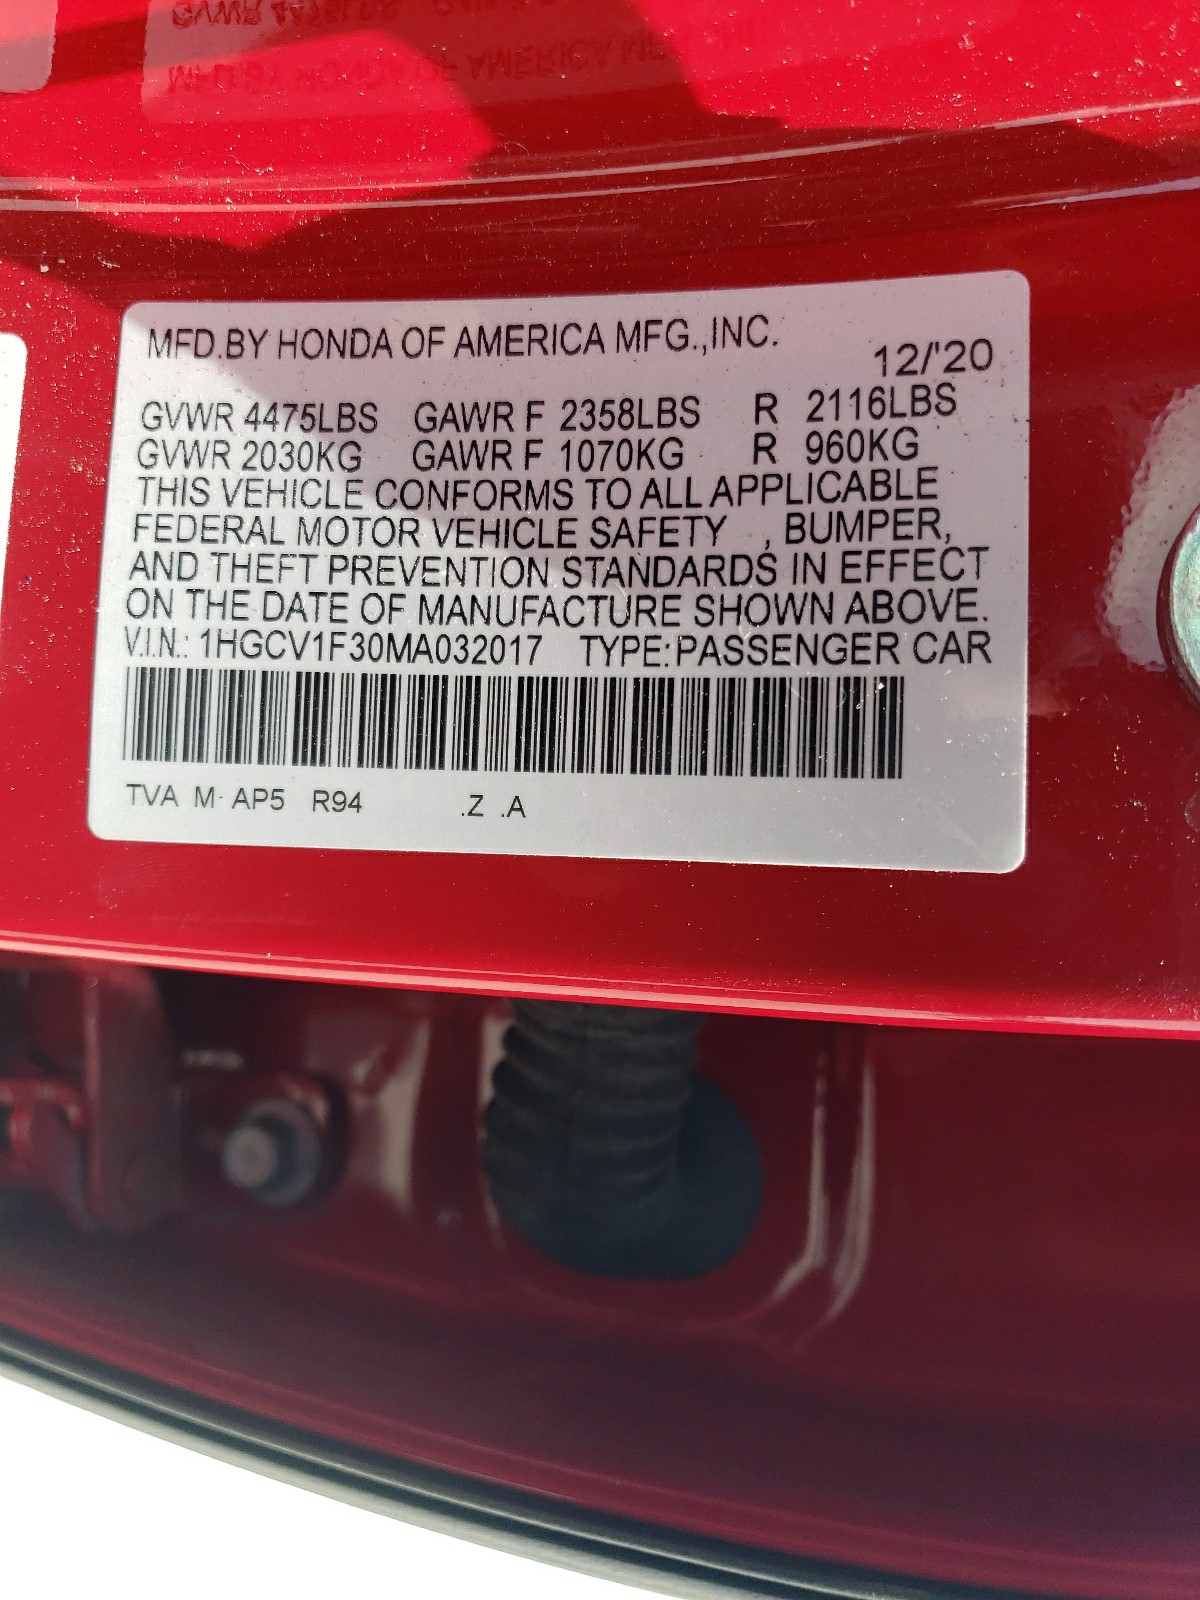 MFD.BY HONDA OF AMERICA MFG.,INC.
12/'20
GVWR 4475LBS GAWR F 2358LBS R 2116LBS
GVWR 2030KG GAWR F 1070KG R 960KG
THIS VEHICLE CONFORMS TO ALL APPLICABLE
FEDERAL MOTOR VEHICLE SAFETY , BUMPER,
AND THEFT PREVENTION STANDARDS IN EFFECT
ON THE DATE OF MANUFACTURE SHOWN ABOVE.
V.I.N.: 1HGCV1F30MA032017 TYPE:PASSENGER CAR
TVA M- AP5 R94 .Z .A